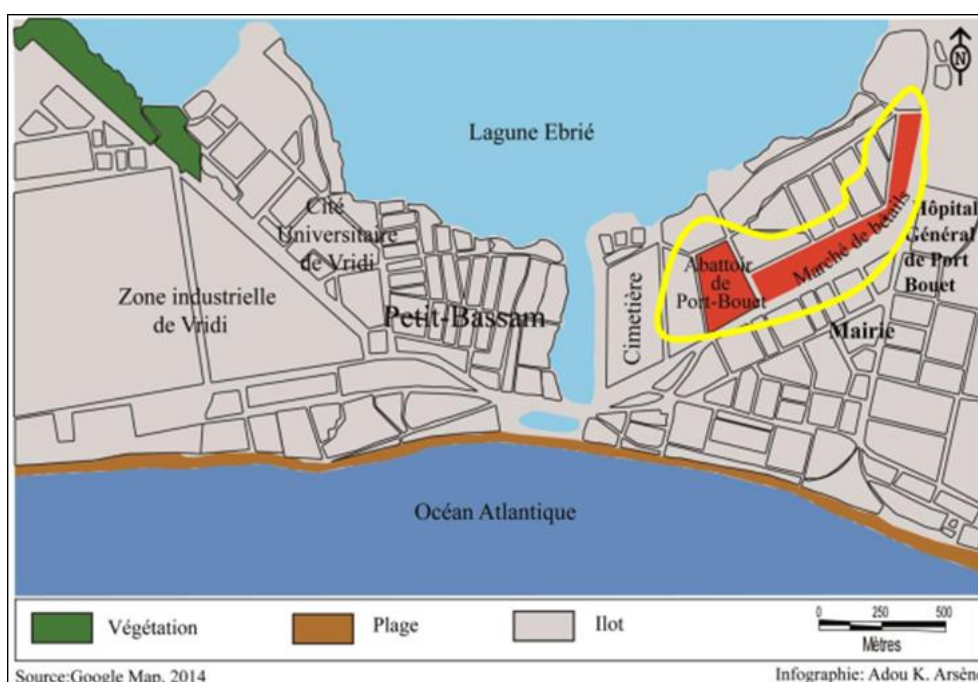 N
Lagune Ebrié
Cité
Universitaire
de Vridi
Zone industrielle
de Vridi
Petit-Bassam
Cimetière
Abattoir
de
Port-Bouet
Marché de bétails
Hôpital
Général
de Port
Bouet
Mairie
Océan Atlantique
Végétation
Plage
Ilot
0 250 500
Mètres
Source:Google Map, 2014
Infographie: Adou K. Arsène